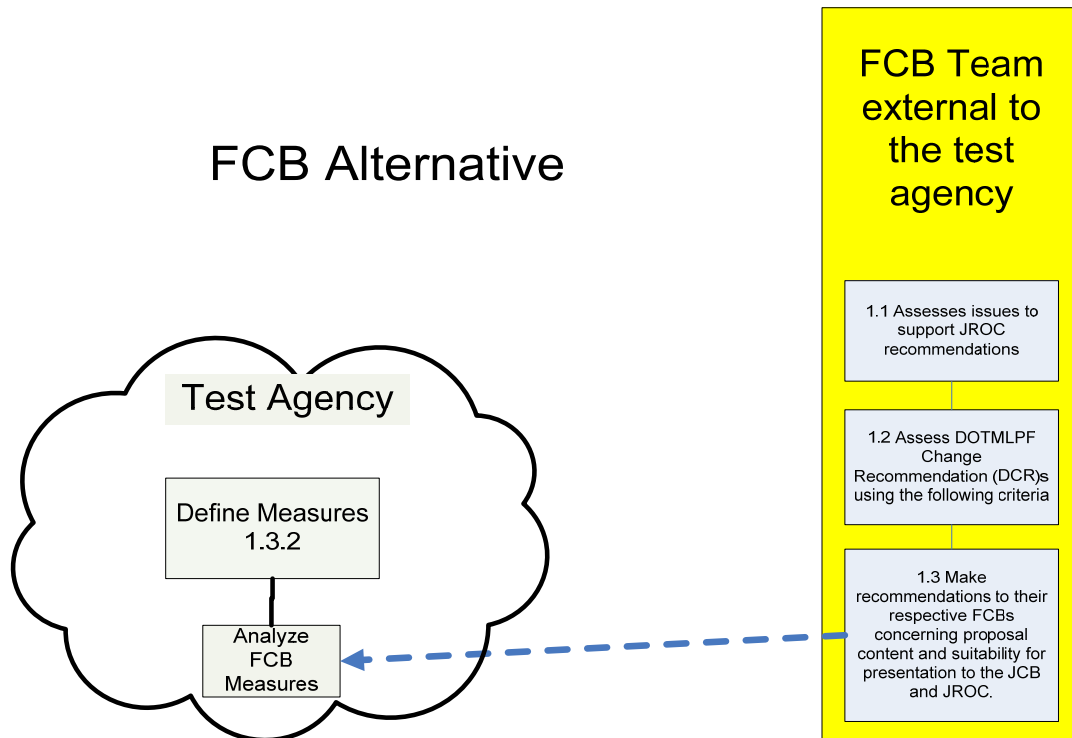 FCB Alternative
Test Agency
Define Measures
1.3.2
Analyze
FCB
Measures
FCB Team
external to
the test
agency
1.1 Assesses issues to
support JROC
recommendations
1.2 Assess DOTMLPF
Change
Recommendation (DCR)s
using the following criteria
1.3 Make
recommendations to their
respective FCBs
concerning proposal
content and suitability for
presentation to the JCB
and JROC.